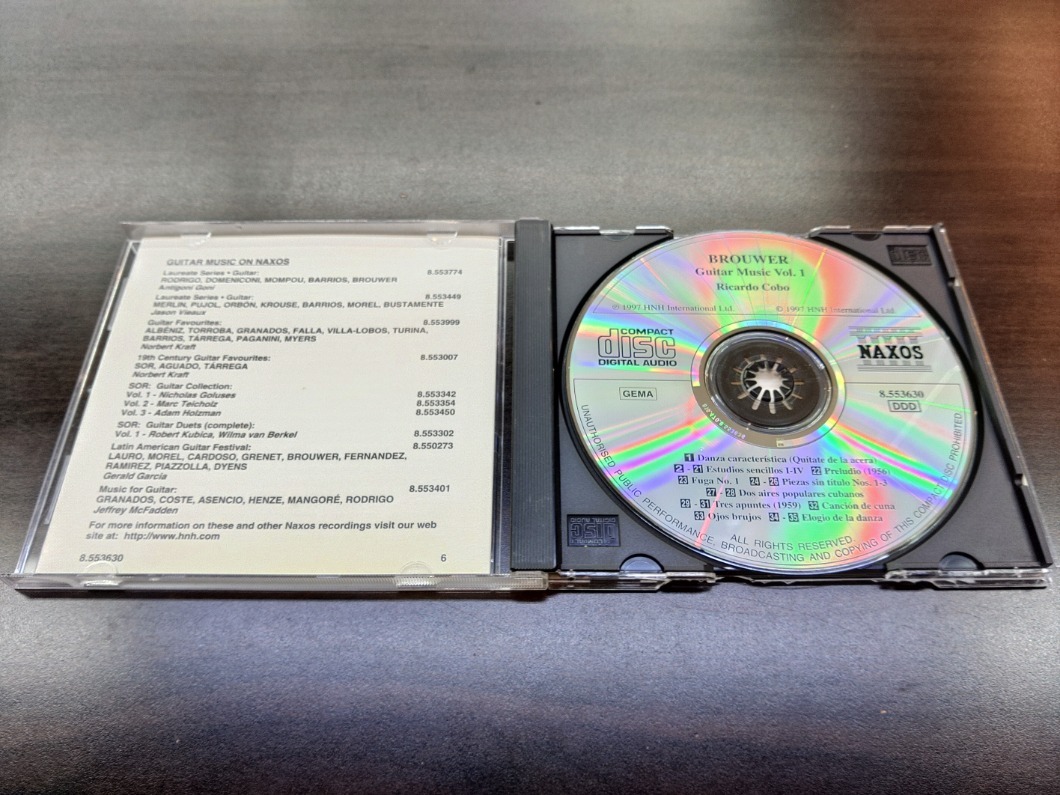 GUITAR MUSIC ON NAXOS
Laureate Series • Guitar: 8.553774
RODRIGO, DOMENICONI, MOMPOU, BARRIOS, BROUWER
Antigoni Goni
Laureate Series • Guitar: 8.553449
MERLIN, PUJOL, ORBÓN, KROUSE, BARRIOS, MOREL, BUSTAMENTE
Jason Vieaux
Guitar Favourites: 8.553999
ALBÉNIZ, TORROBA, GRANADOS, FALLA, VILLA-LOBOS, TURINA,
BARRIOS, TÁRREGA, PAGANINI, MYERS
Norbert Kraft
19th Century Guitar Favourites: 8.553007
SOR, AGUADO, TÁRREGA
Norbert Kraft
SOR: Guitar Collection:
Vol. 1 - Nicholas Goluses 8.553342
Vol. 2 - Marc Teicholz 8.553354
Vol. 3 - Adam Holzman 8.553450
SOR: Guitar Duets (complete):
Vol. 1 - Robert Kubica, Wilma van Berkel 8.553302
Latin American Guitar Festival: 8.550273
LAURO, MOREL, CARDOSO, GRENET, BROUWER, FERNANDEZ,
RAMIREZ, PIAZZOLLA, DYENS
Gerald Garcia
Music for Guitar: 8.553401
GRANADOS, COSTE, ASENCIO, HENZE, MANGORÉ, RODRIGO
Jeffrey McFadden
For more information on these and other Naxos recordings visit our web
site at: http://www.hnh.com
8.553630 6
BROUWER
Guitar Music Vol. 1
Ricardo Cobo
℗ 1997 HNH International Ltd. © 1997 HNH International Ltd.
COMPACT
disc
DIGITAL AUDIO
NAXOS
GEMA
8.553630
DDD
1 Danza característica (Quitate de la acera)
2 - 21 Estudios sencillos I-IV 22 Preludio (1956)
23 Fuga No. 1 24 - 26 Piezas sin titulo Nos. 1-3
27 - 28 Dos aires populares cubanos
29 - 31 Tres apuntes (1959) 32 Canción de cuna
33 Ojos brujos 34 - 35 Elogio de la danza
ALL RIGHTS RESERVED
UNAUTHORISED PUBLIC PERFORMANCE, BROADCASTING AND COPYING OF THIS COMPACT DISC PROHIBITED.
disc